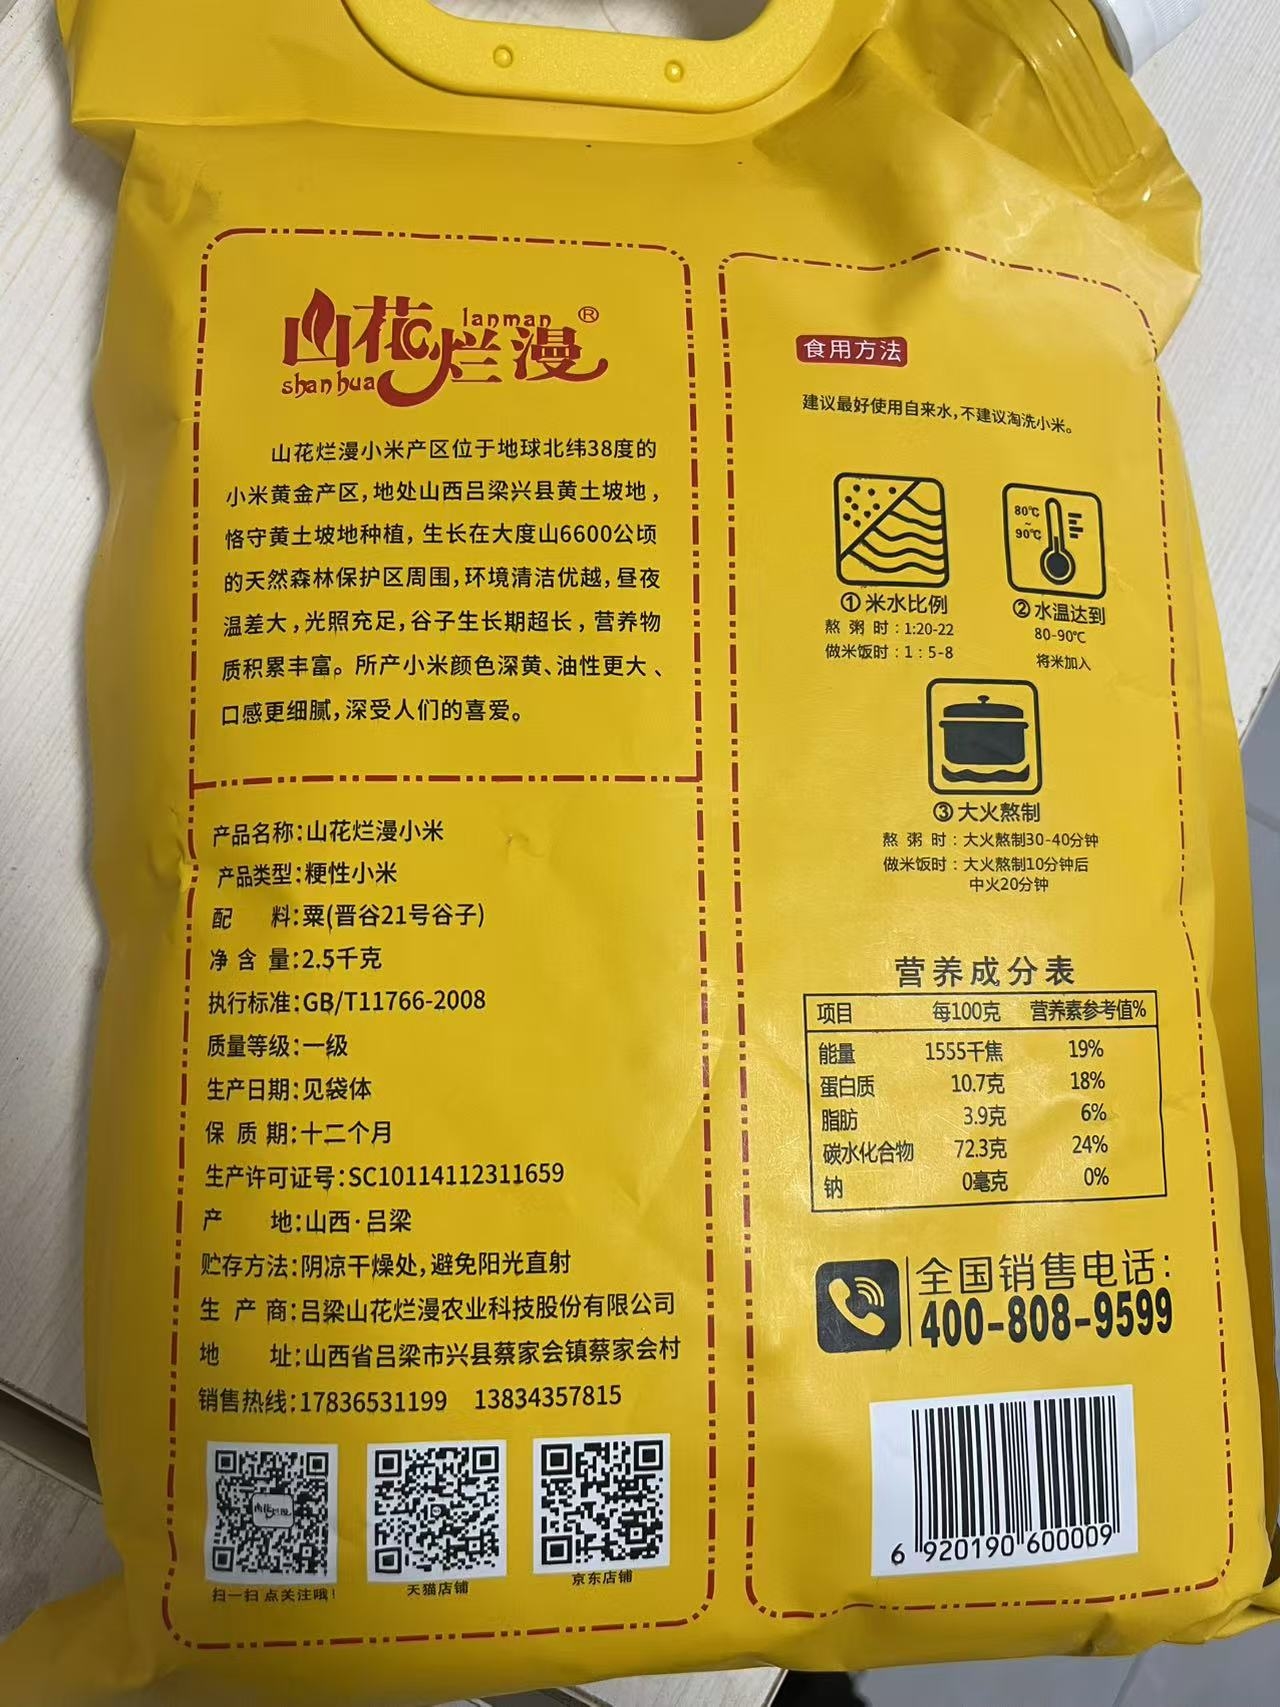 山花烂漫
lanman
®
shanhua
山花烂漫小米产区位于地球北纬38度的
小米黄金产区,地处山西吕梁兴县黄土坡地,
恪守黄土坡地种植,生长在大度山6600公顷
的天然森林保护区周围,环境清洁优越,昼夜
温差大,光照充足,谷子生长期超长,营养物
质积累丰富。所产小米颜色深黄、油性更大、
口感更细腻,深受人们的喜爱。
产品名称:山花烂漫小米
产品类型:粳性小米
配 料:粟(晋谷21号谷子)
净含量:2.5千克
执行标准:GB/T11766-2008
质量等级:一级
生产日期:见袋体
保质期:十二个月
生产许可证号:SC10114112311659
产 地:山西·吕梁
贮存方法:阴凉干燥处,避免阳光直射
生产商:吕梁山花烂漫农业科技股份有限公司
地 址:山西省吕梁市兴县蔡家会镇蔡家会村
销售热线:17836531199 13834357815
山花烂漫
扫一扫 点关注哦!
天猫店铺
京东店铺
食用方法
建议最好使用自来水,不建议淘洗小米。
①米水比例
熬粥时:1:20-22
做米饭时:1:5-8
80℃
~
90℃
②水温达到
80-90℃
将米加入
③大火熬制
熬粥时:大火熬制30-40分钟
做米饭时:大火熬制10分钟后
中火20分钟
营养成分表
项目 每100克 营养素参考值%
能量 1555千焦 19%
蛋白质 10.7克 18%
脂肪 3.9克 6%
碳水化合物 72.3克 24%
钠 0毫克 0%
全国销售电话:
400-808-9599
6 920190 600009